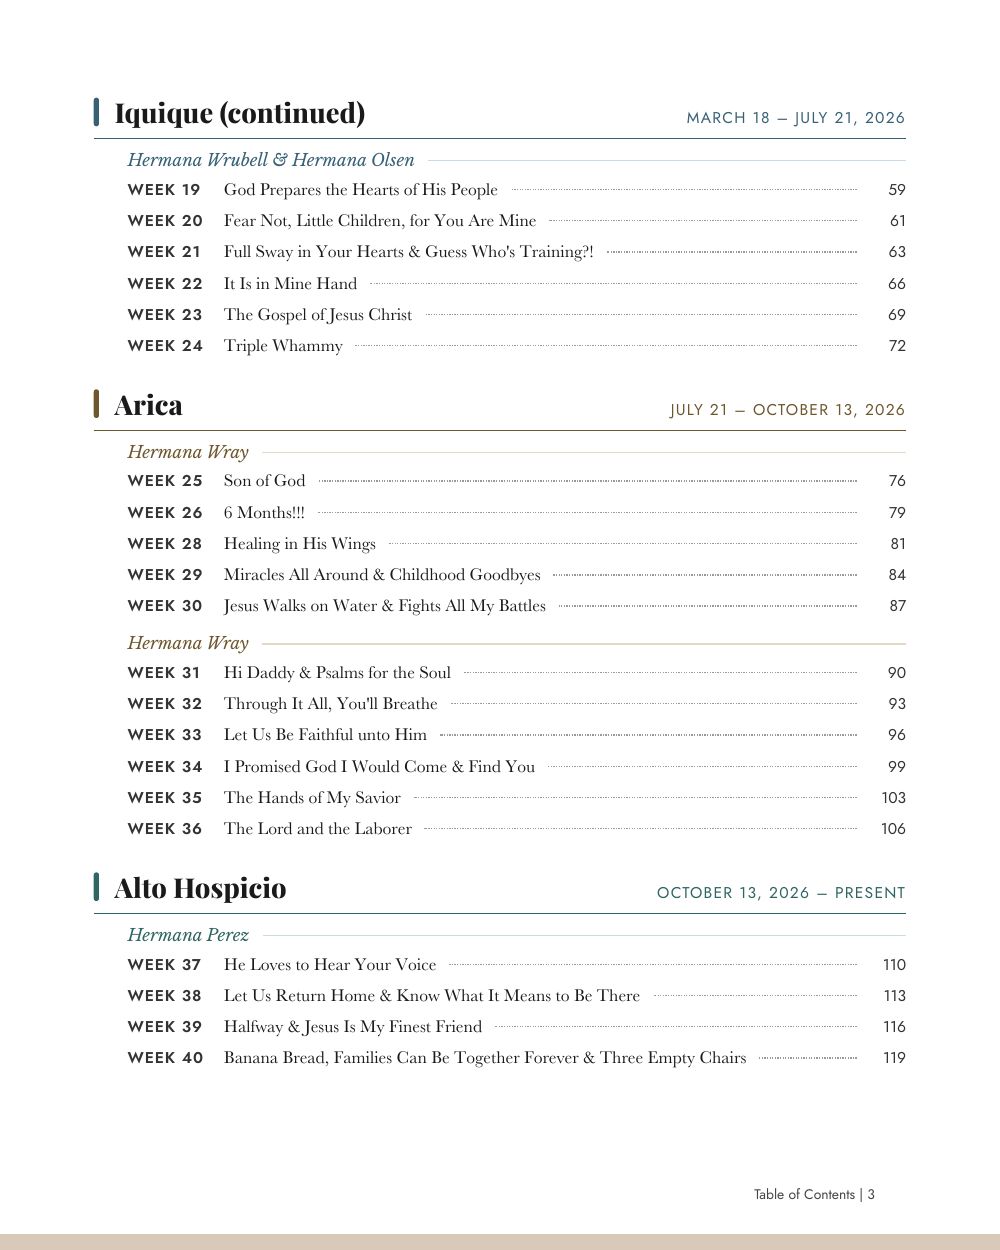 Iquique (continued) MARCH 18 – JULY 21, 2026
Hermana Wrubell & Hermana Olsen
WEEK 19 God Prepares the Hearts of His People 59
WEEK 20 Fear Not, Little Children, for You Are Mine 61
WEEK 21 Full Sway in Your Hearts & Guess Who's Training?! 63
WEEK 22 It Is in Mine Hand 66
WEEK 23 The Gospel of Jesus Christ 69
WEEK 24 Triple Whammy 72
Arica JULY 21 – OCTOBER 13, 2026
Hermana Wray
WEEK 25 Son of God 76
WEEK 26 6 Months!!! 79
WEEK 28 Healing in His Wings 81
WEEK 29 Miracles All Around & Childhood Goodbyes 84
WEEK 30 Jesus Walks on Water & Fights All My Battles 87
Hermana Wray
WEEK 31 Hi Daddy & Psalms for the Soul 90
WEEK 32 Through It All, You'll Breathe 93
WEEK 33 Let Us Be Faithful unto Him 96
WEEK 34 I Promised God I Would Come & Find You 99
WEEK 35 The Hands of My Savior 103
WEEK 36 The Lord and the Laborer 106
Alto Hospicio OCTOBER 13, 2026 – PRESENT
Hermana Perez
WEEK 37 He Loves to Hear Your Voice 110
WEEK 38 Let Us Return Home & Know What It Means to Be There 113
WEEK 39 Halfway & Jesus Is My Finest Friend 116
WEEK 40 Banana Bread, Families Can Be Together Forever & Three Empty Chairs 119
Table of Contents | 3